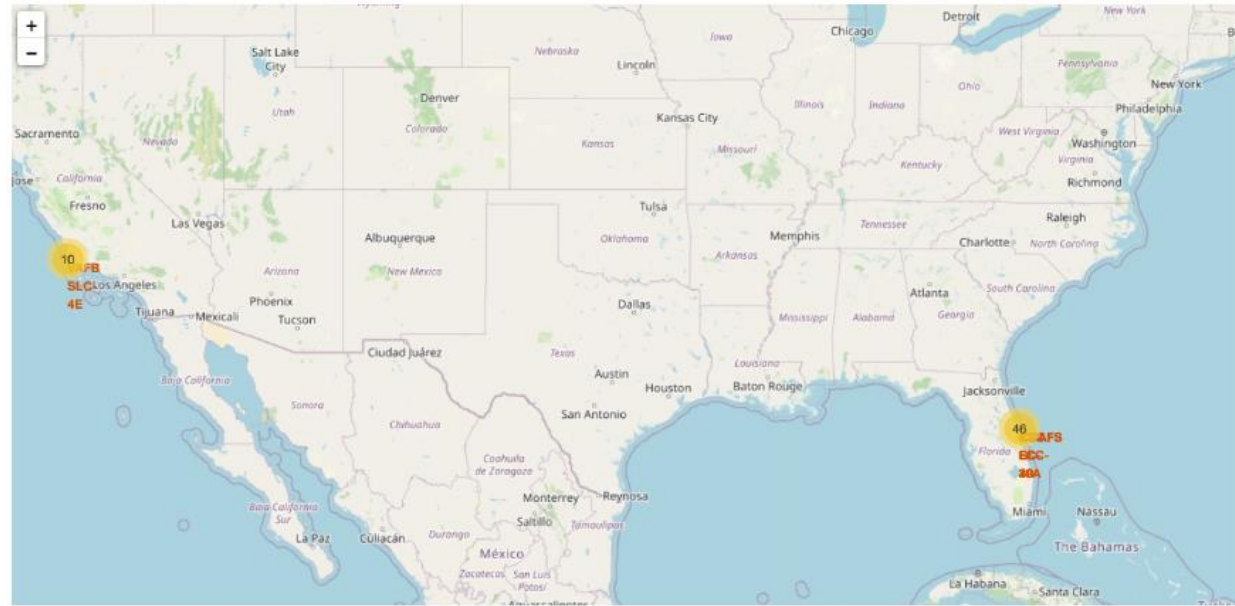 +
−
Wyoming
Detroit
New York
Chicago
Iowa
Salt Lake
City
Nebraska
Lincoln
Pennsylvania
New York
Ohio
Denver
Utah
Illinois
Indiana
Philadelphia
Colorado
Kansas City
Sacramento
Nevada
Kansas
Missouri
West Virginia
Washington
Virginia
Kentucky
Jose
California
Richmond
Fresno
Las Vegas
Tulsa
Raleigh
Tennessee
Albuquerque
Oklahoma
Memphis
Charlotte
North Carolina
10
Arizona
New Mexico
Arkansas
SLC-
Los Angeles
4E
Phoenix
Atlanta
South Carolina
Tijuana
Mexicali
Tucson
Dallas
Mississippi
Alabama
Georgia
Ciudad Juárez
Texas
Louisiana
Baja California
Austin
Houston
Baton Rouge
Jacksonville
Sonora
San Antonio
Chihuahua
46
Florida
Coahuila
de Zaragoza
Monterrey
Reynosa
Baja California
Sur
Saltillo
Tamaulipas
Miami
Nassau
La Paz
Culiacán
Durango
México
The Bahamas
Zacatecas
San Luis
Potosí
La Habana
Santa Clara
Aguascalientes